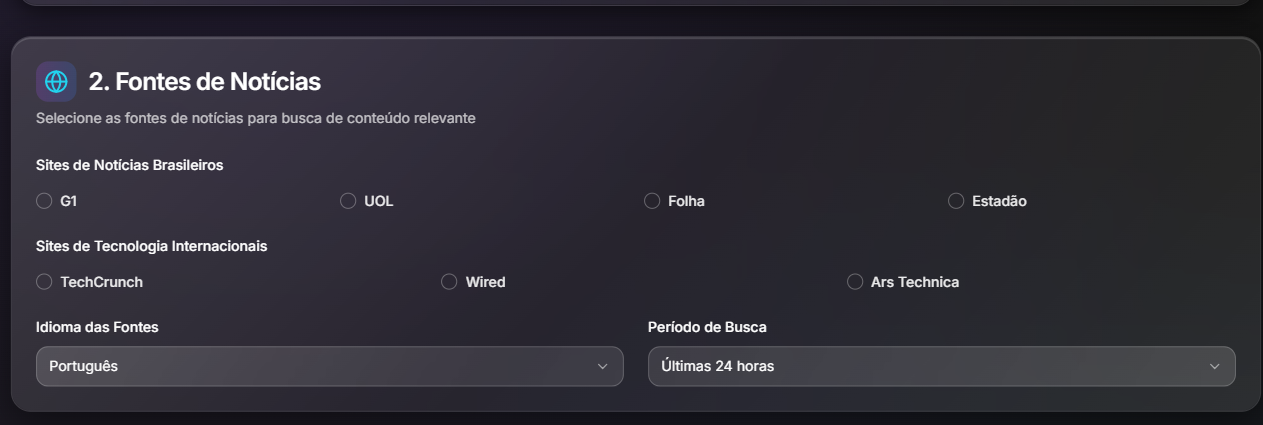 2. Fontes de Notícias
Selecione as fontes de notícias para busca de conteúdo relevante
Sites de Notícias Brasileiros
G1 UOL Folha Estadão
Sites de Tecnologia Internacionais
TechCrunch Wired Ars Technica
Idioma das Fontes Período de Busca
Português Últimas 24 horas